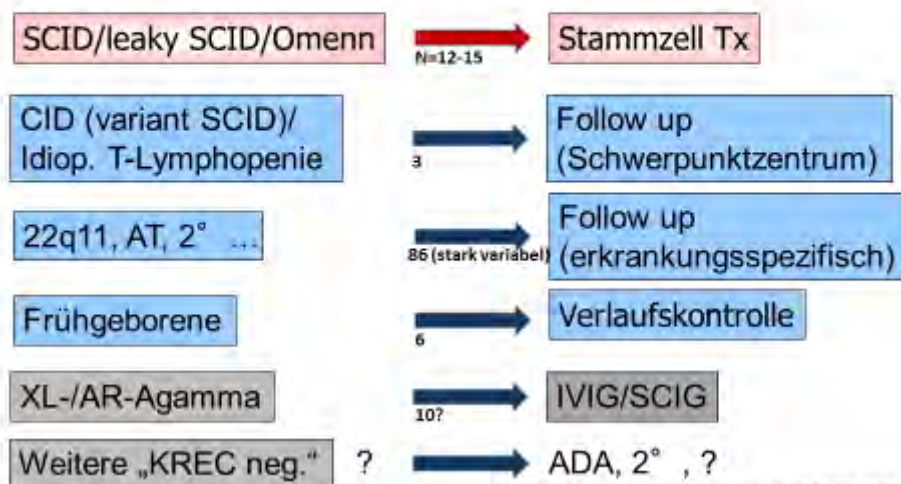 SCID/leaky SCID/Omenn
N=12-15
Stammzell Tx
CID (variant SCID)/
Idiop. T-Lymphopenie
3
Follow up
(Schwerpunktzentrum)
22q11, AT, 2° ...
86 (stark variabel)
Follow up
(erkrankungsspezifisch)
Frühgeborene
6
Verlaufskontrolle
XL-/AR-Agamma
10?
IVIG/SCIG
Weitere „KREC neg.“ ?
ADA, 2° , ?